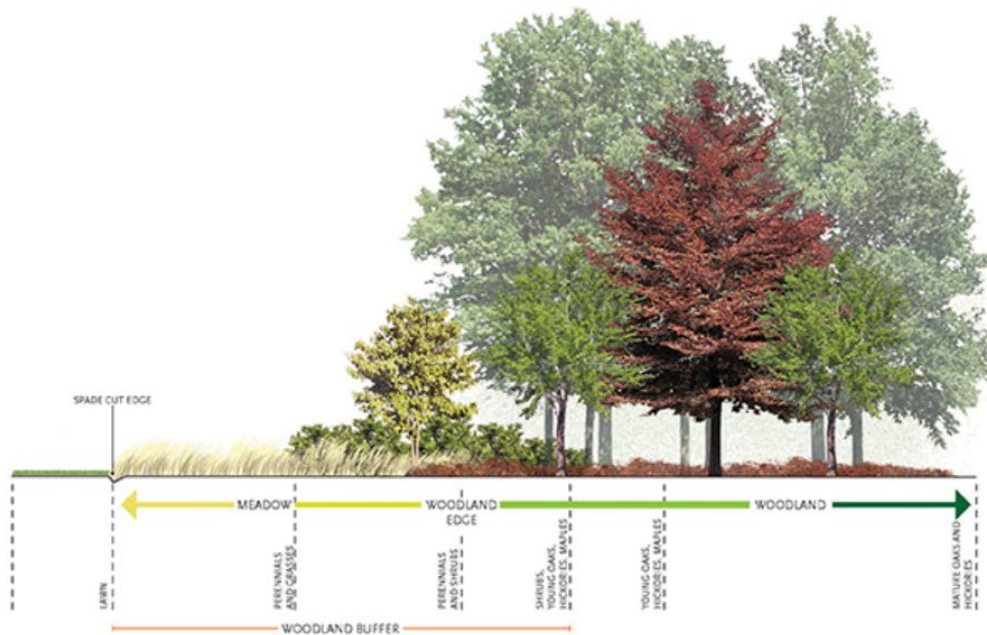 SPADE CUT EDGE
MEADOW
WOODLAND
EDGE
WOODLAND
LAWN
PERENNIALS
AND GRASSES
PERENNIALS
AND SHRUBS
SHRUBS,
YOUNG OAKS,
HICKORIES, MAPLES
YOUNG OAKS,
HICKORIES, MAPLES
MATURE OAKS AND
HICKORIES
WOODLAND BUFFER